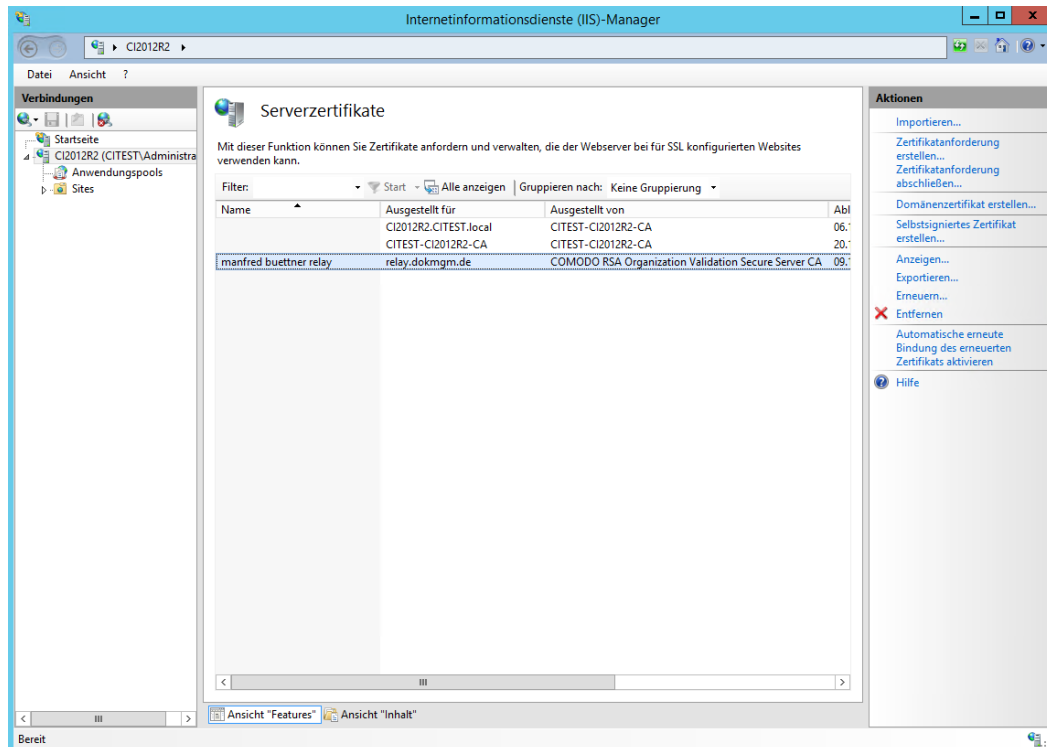 Internetinformationsdienste (IIS)-Manager
CI2012R2
Datei Ansicht ?
Verbindungen
Startseite
CI2012R2 (CITEST\Administra
Anwendungspools
Sites
Serverzertifikate
Mit dieser Funktion können Sie Zertifikate anfordern und verwalten, die der Webserver bei für SSL konfigurierten Websites
verwenden kann.
Filter: Start Alle anzeigen Gruppieren nach: Keine Gruppierung
Name Ausgestellt für Ausgestellt von Abl
CI2012R2.CITEST.local CITEST-CI2012R2-CA 06.
CITEST-CI2012R2-CA CITEST-CI2012R2-CA 20.
manfred buettner relay relay.dokmgm.de COMODO RSA Organization Validation Secure Server CA 09.
Ansicht "Features" Ansicht "Inhalt"
Aktionen
Importieren...
Zertifikatanforderung
erstellen...
Zertifikatanforderung
abschließen...
Domänenzertifikat erstellen...
Selbstsigniertes Zertifikat
erstellen...
Anzeigen...
Exportieren...
Erneuern...
Entfernen
Automatische erneute
Bindung des erneuerten
Zertifikats aktivieren
Hilfe
Bereit